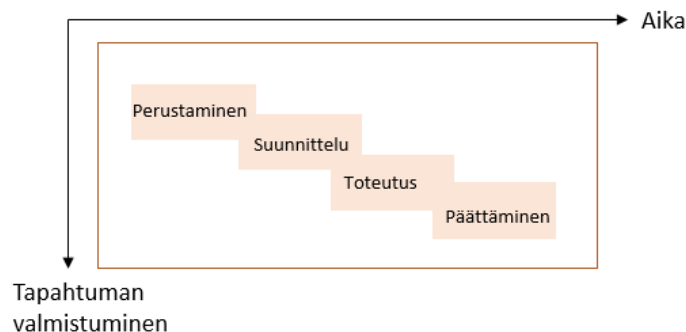 Aika
Perustaminen
Suunnittelu
Toteutus
Päättäminen
Tapahtuman
valmistuminen